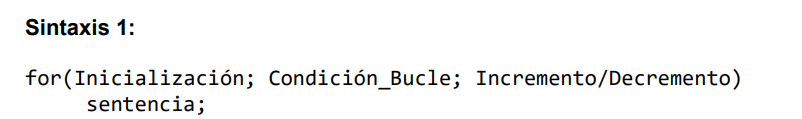 Sintaxis 1:
for(Inicialización; Condición_Bucle; Incremento/Decremento)
sentencia;